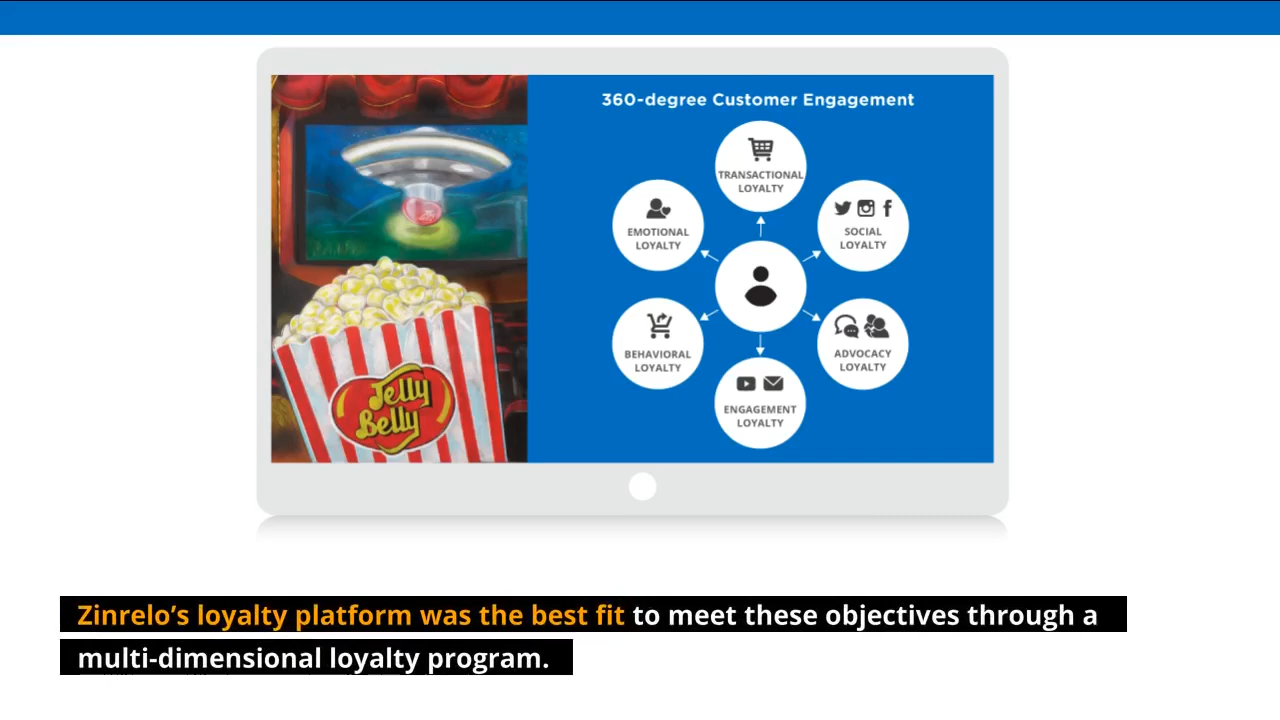 360-degree Customer Engagement
TRANSACTIONAL
LOYALTY
EMOTIONAL
LOYALTY
SOCIAL
LOYALTY
BEHAVIORAL
LOYALTY
ADVOCACY
LOYALTY
ENGAGEMENT
LOYALTY
Jelly
Belly
Zinrelo’s loyalty platform was the best fit to meet these objectives through a
multi-dimensional loyalty program.